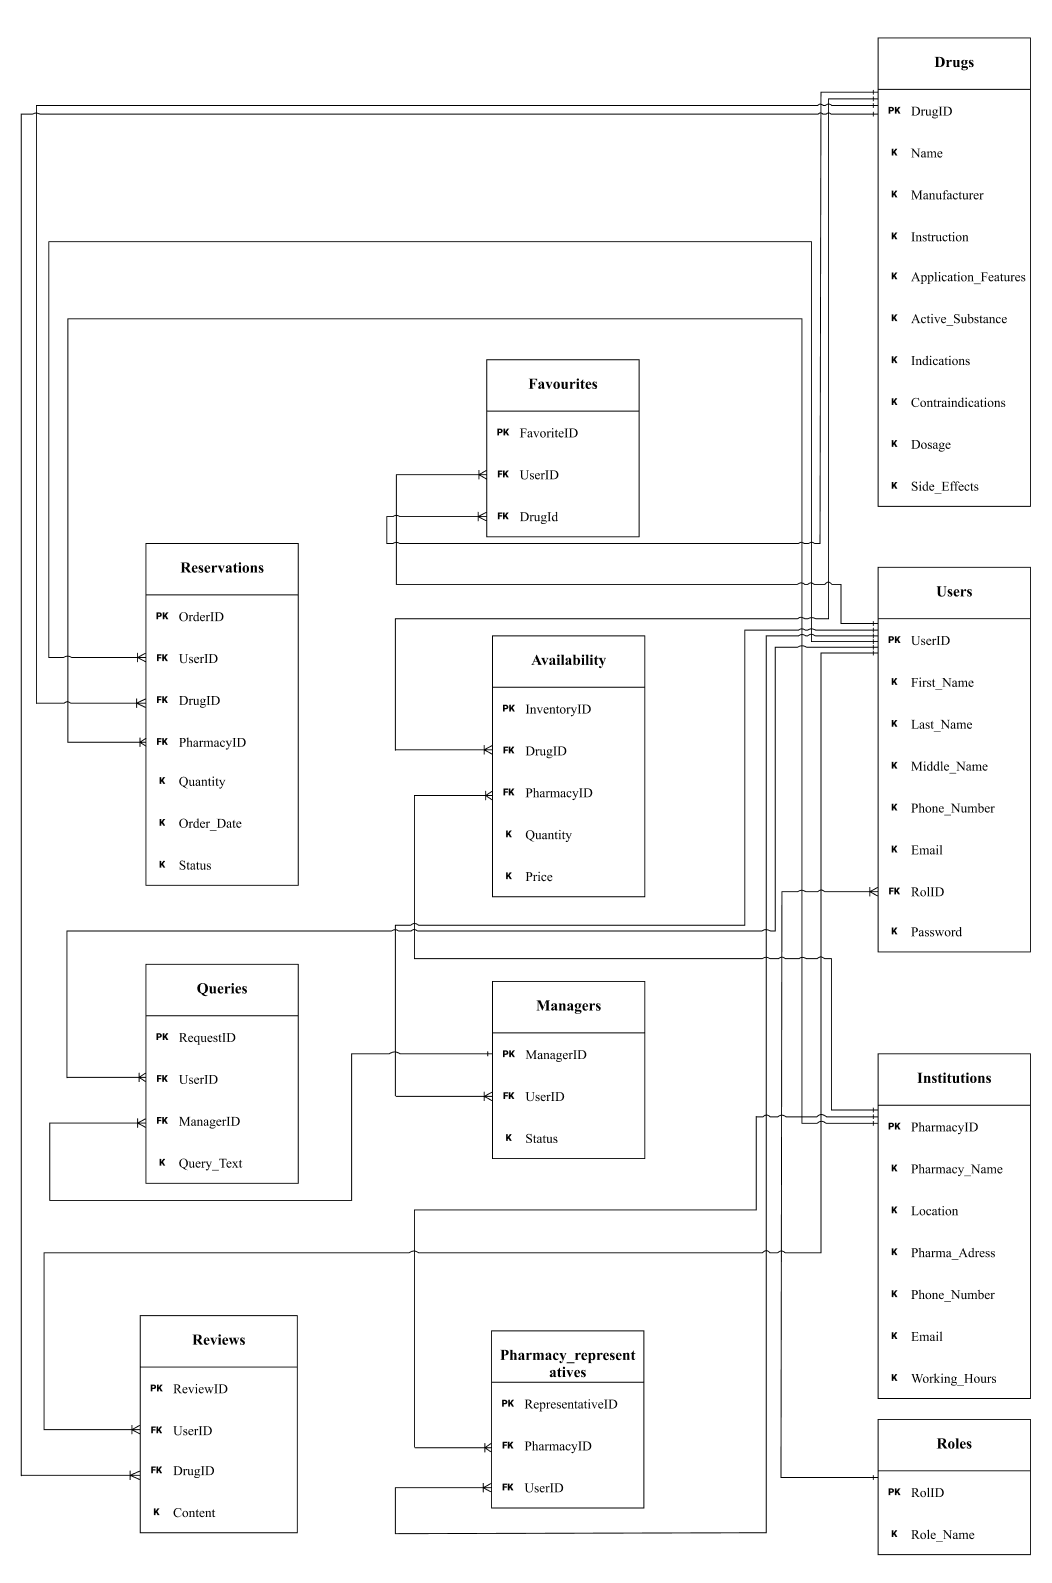 Drugs
PK DrugID
K Name
K Manufacturer
K Instruction
K Application_Features
K Active_Substance
K Indications
K Contraindications
K Dosage
K Side_Effects
Favourites
PK FavoriteID
FK UserID
FK DrugId
Reservations
PK OrderID
FK UserID
FK DrugID
FK PharmacyID
K Quantity
K Order_Date
K Status
Users
PK UserID
K First_Name
K Last_Name
K Middle_Name
K Phone_Number
K Email
FK RolID
K Password
Availability
PK InventoryID
FK DrugID
FK PharmacyID
K Quantity
K Price
Queries
PK RequestID
FK UserID
FK ManagerID
K Query_Text
Managers
PK ManagerID
FK UserID
K Status
Institutions
PK PharmacyID
K Pharmacy_Name
K Location
K Pharma_Adress
K Phone_Number
K Email
K Working_Hours
Reviews
PK ReviewID
FK UserID
FK DrugID
K Content
Pharmacy_represent
atives
PK RepresentativeID
FK PharmacyID
FK UserID
Roles
PK RolID
K Role_Name